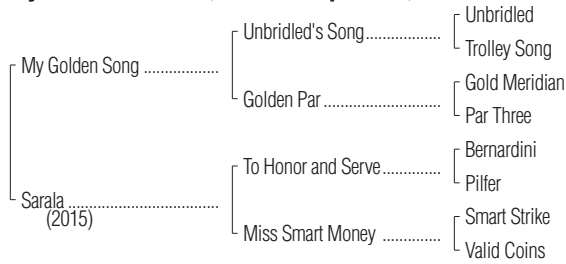 Unbridled
Unbridled's Song
Trolley Song
My Golden Song
Gold Meridian
Golden Par
Par Three
Bernardini
To Honor and Serve
Pilfer
Sarala
(2015)
Smart Strike
Miss Smart Money
Valid Coins